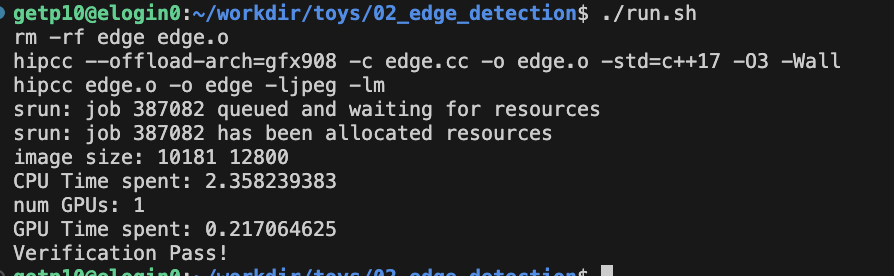 getp10@elogin0:~/workdir/toys/02_edge_detection$ ./run.sh
rm -rf edge edge.o
hipcc --offload-arch=gfx908 -c edge.cc -o edge.o -std=c++17 -O3 -Wall
hipcc edge.o -o edge -ljpeg -lm
srun: job 387082 queued and waiting for resources
srun: job 387082 has been allocated resources
image size: 10181 12800
CPU Time spent: 2.358239383
num GPUs: 1
GPU Time spent: 0.217064625
Verification Pass!
getp10@elogin0:~/workdir/toys/02_edge_detection$